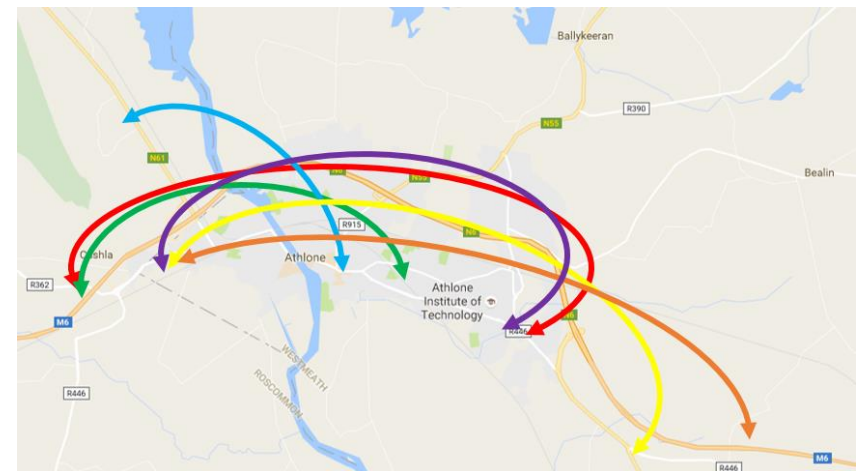 Ballykeeran
R390
N55
N61
Bealin
R915
N6
Athlone
R362
Athlone
Institute of
Technology
M6
R446
WESTMEATH
ROSCOMMON
R446
R446
M6